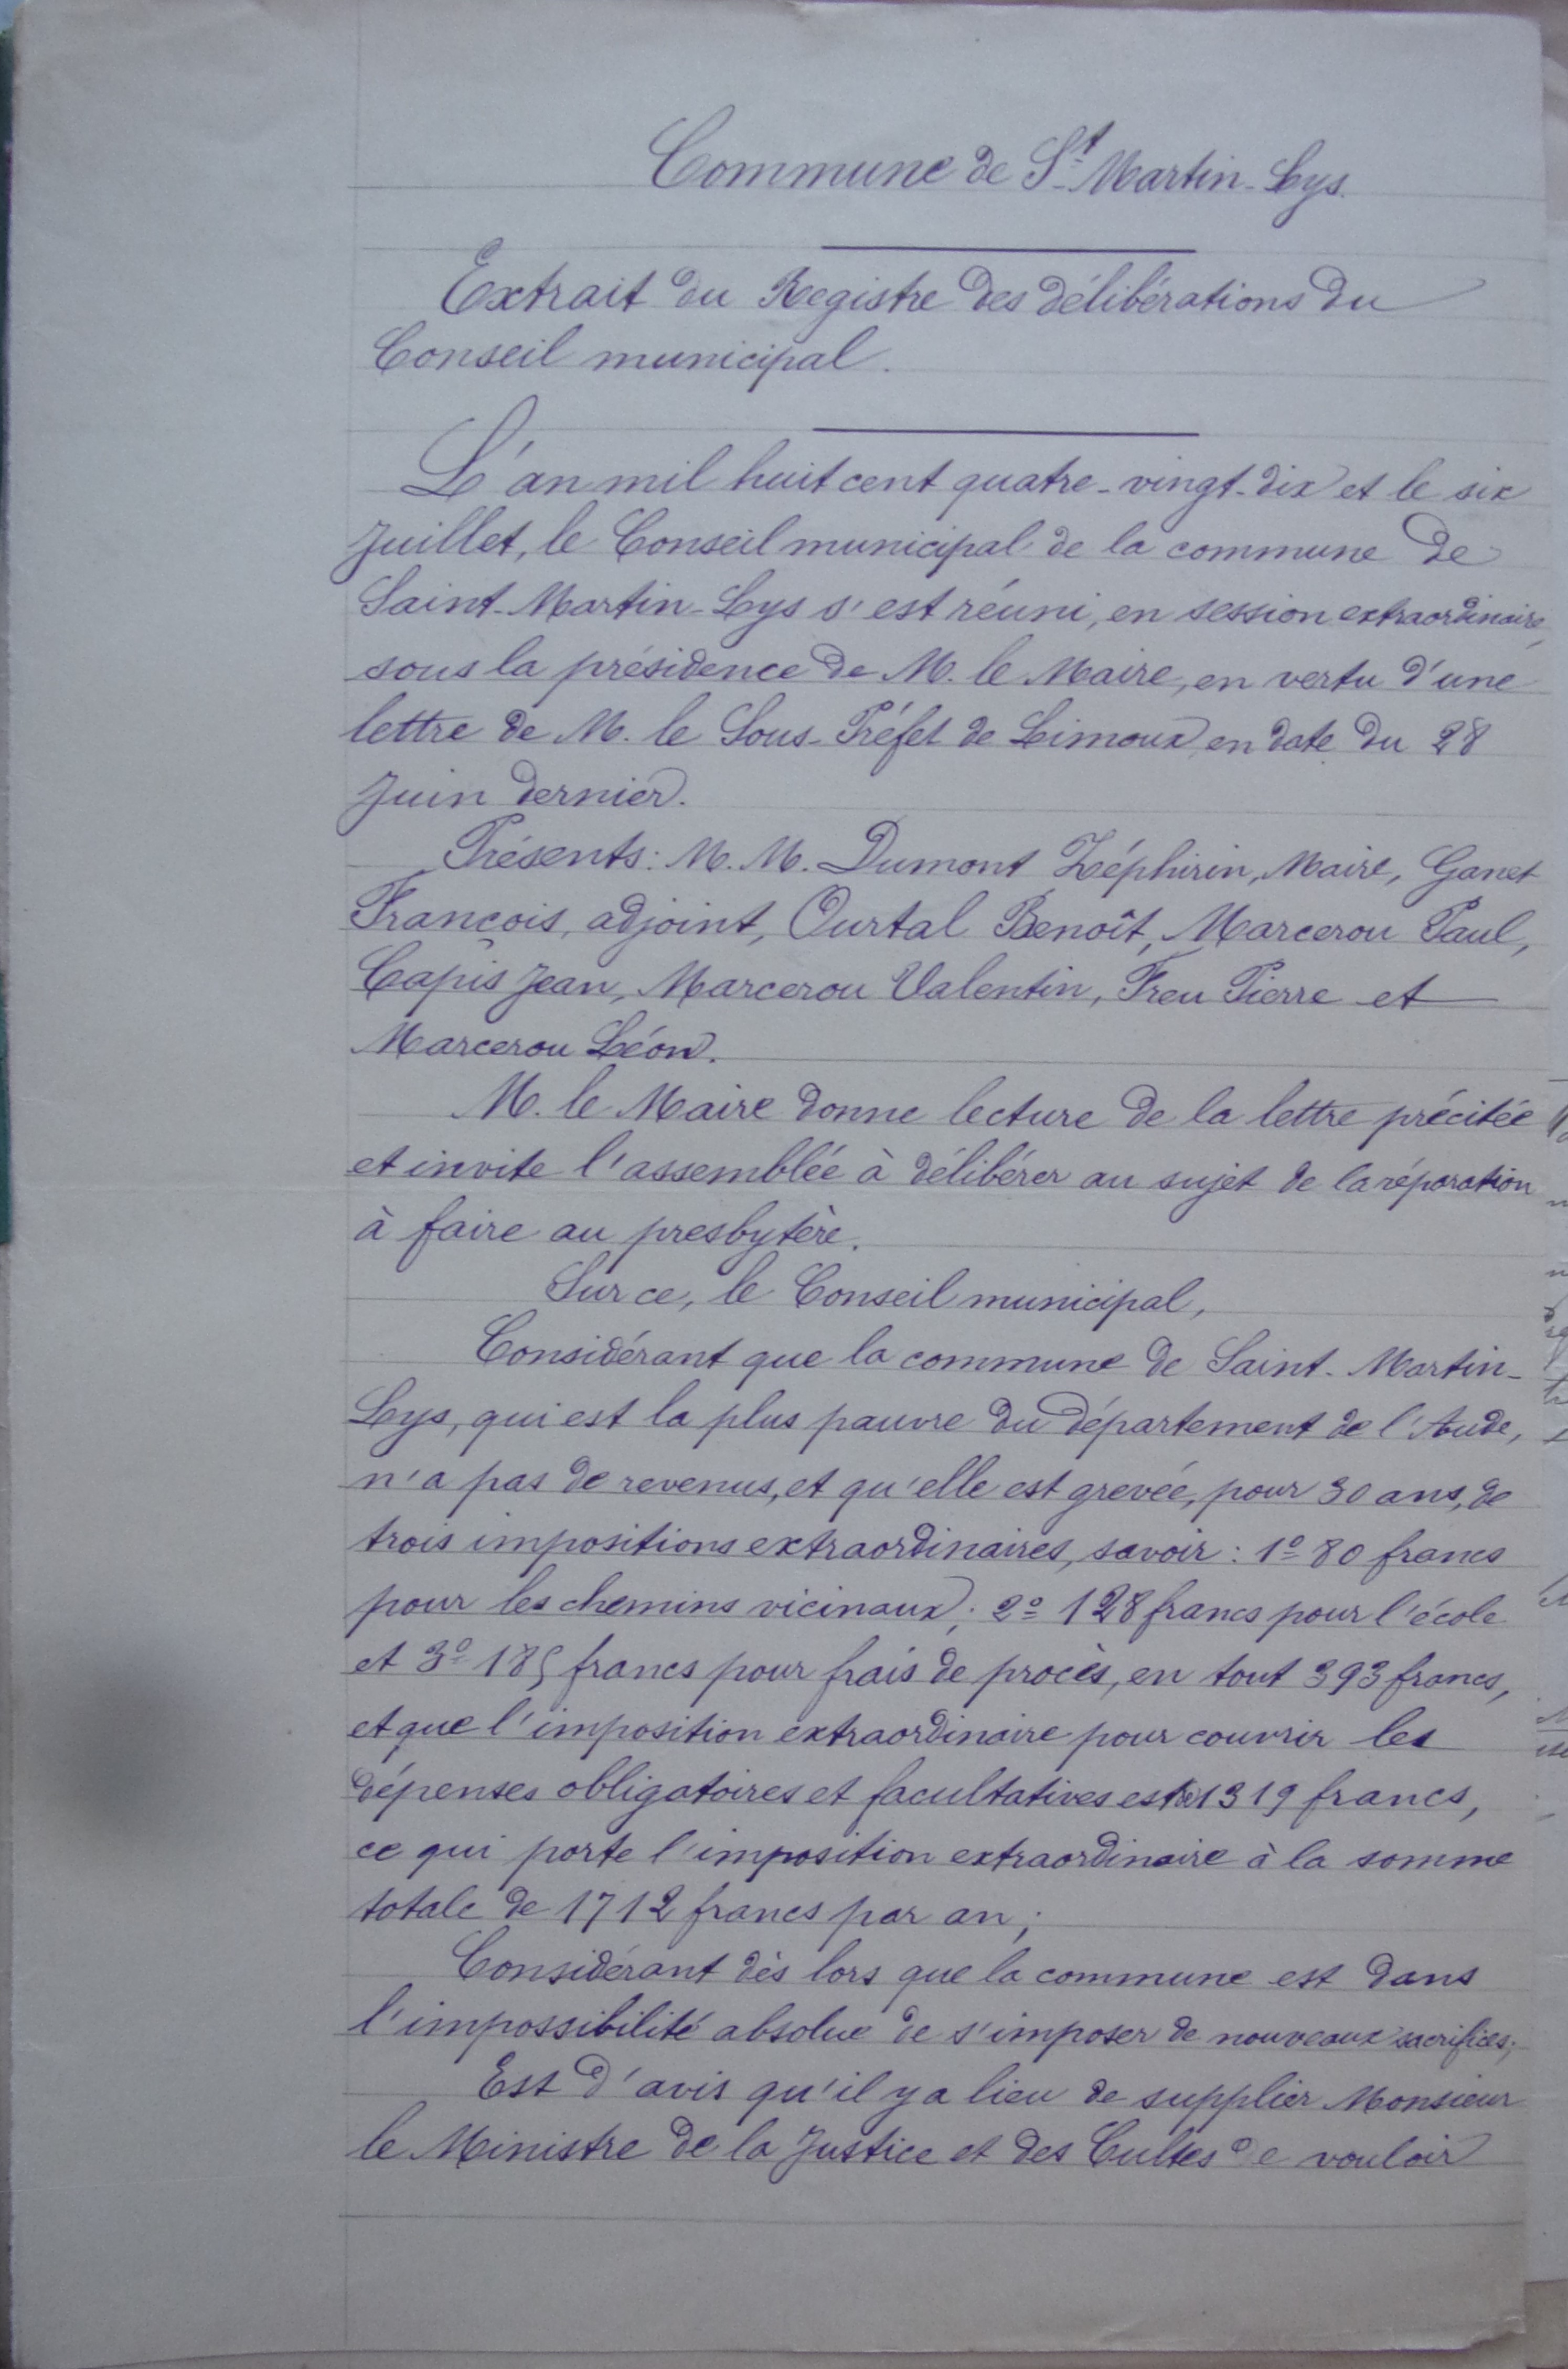 Commune de St Martin-Lys.
Extrait du Registre des délibérations du
Conseil municipal.
L'an mil huit cent quatre-vingt-dix et le six
Juillet, le Conseil municipal de la commune de
Saint-Martin-Lys s'est réuni, en session extraordinaire,
sous la présidence de M. le Maire, en vertu d'une
lettre de M. le Sous-Préfet de Limoux, en date du 28
Juin dernier.
Présents: M. M. Dumont Zéphirin, Maire, Ganet
François, adjoint, Ourtal Benoît, Marcerou Paul,
Capis Jean, Marcerou Valentin, Freu Pierre et
Marcerou Léon.
M. le Maire donne lecture de la lettre précitée
et invite l'assemblée à délibérer au sujet de la réparation
à faire au presbytère.
Sur ce, le Conseil municipal,
Considérant que la commune de Saint-Martin-
Lys, qui est la plus pauvre du département de l'Aude,
n'a pas de revenus, et qu'elle est grevée, pour 30 ans, de
trois impositions extraordinaires, savoir: 1º 80 francs
pour les chemins vicinaux; 2º 128 francs pour l'école
et 3º 185 francs pour frais de procès, en tout 393 francs,
et que l'imposition extraordinaire pour couvrir les
dépenses obligatoires et facultatives est de 1319 francs,
ce qui porte l'imposition extraordinaire à la somme
totale de 1712 francs par an;
Considérant dès lors que la commune est dans
l'impossibilité absolue de s'imposer de nouveaux sacrifices;
Est d'avis qu'il y a lieu de supplier Monsieur
le Ministre de la Justice et des Cultes de vouloir